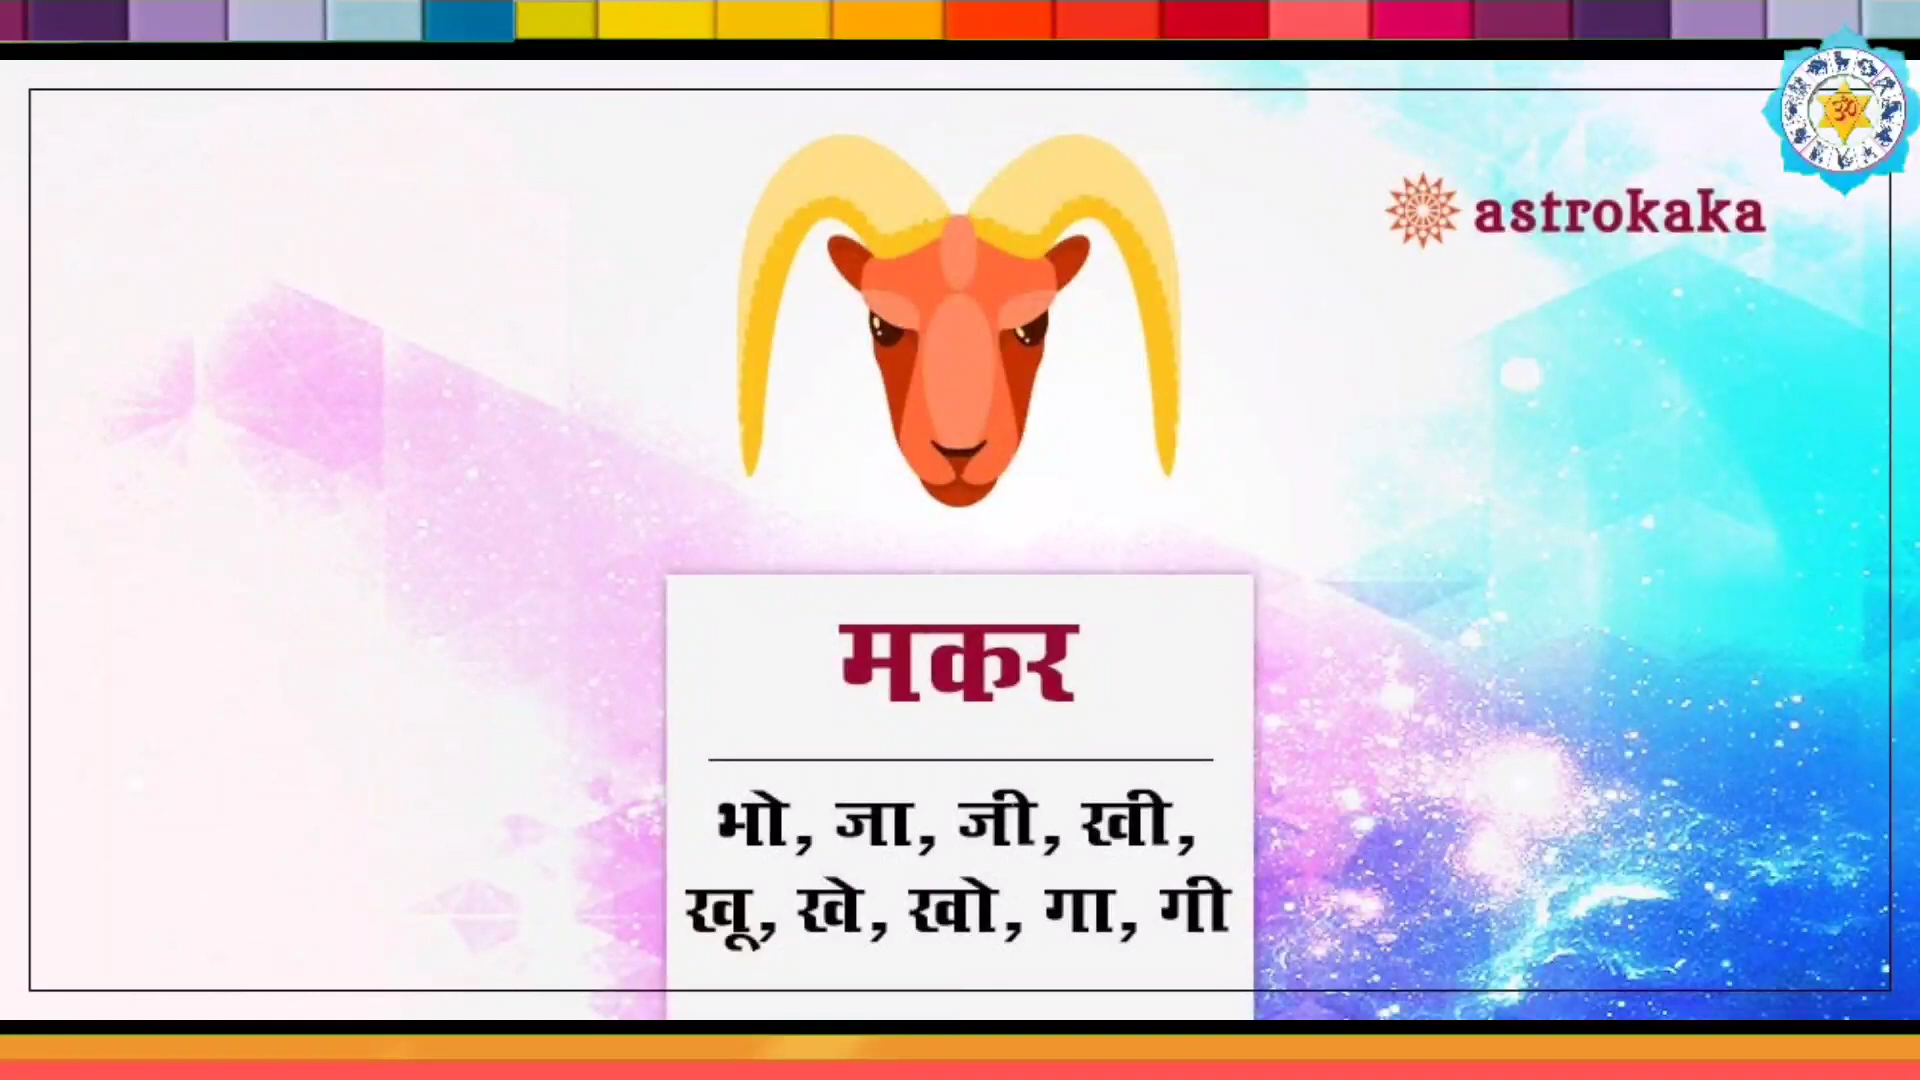 ॐ
astrokaka
मकर
भो, जा, जी, खी,
खू, खे, खो, गा, गी